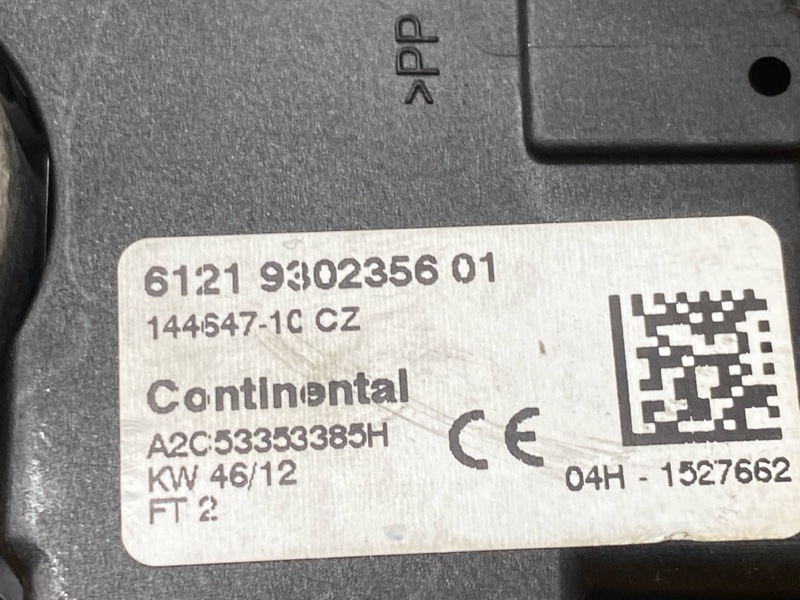 >PP
6121 9302356 01
144647-10 CZ
Continental
A2C53353385H
KW 46/12
FT 2
CE
04H - 1527662